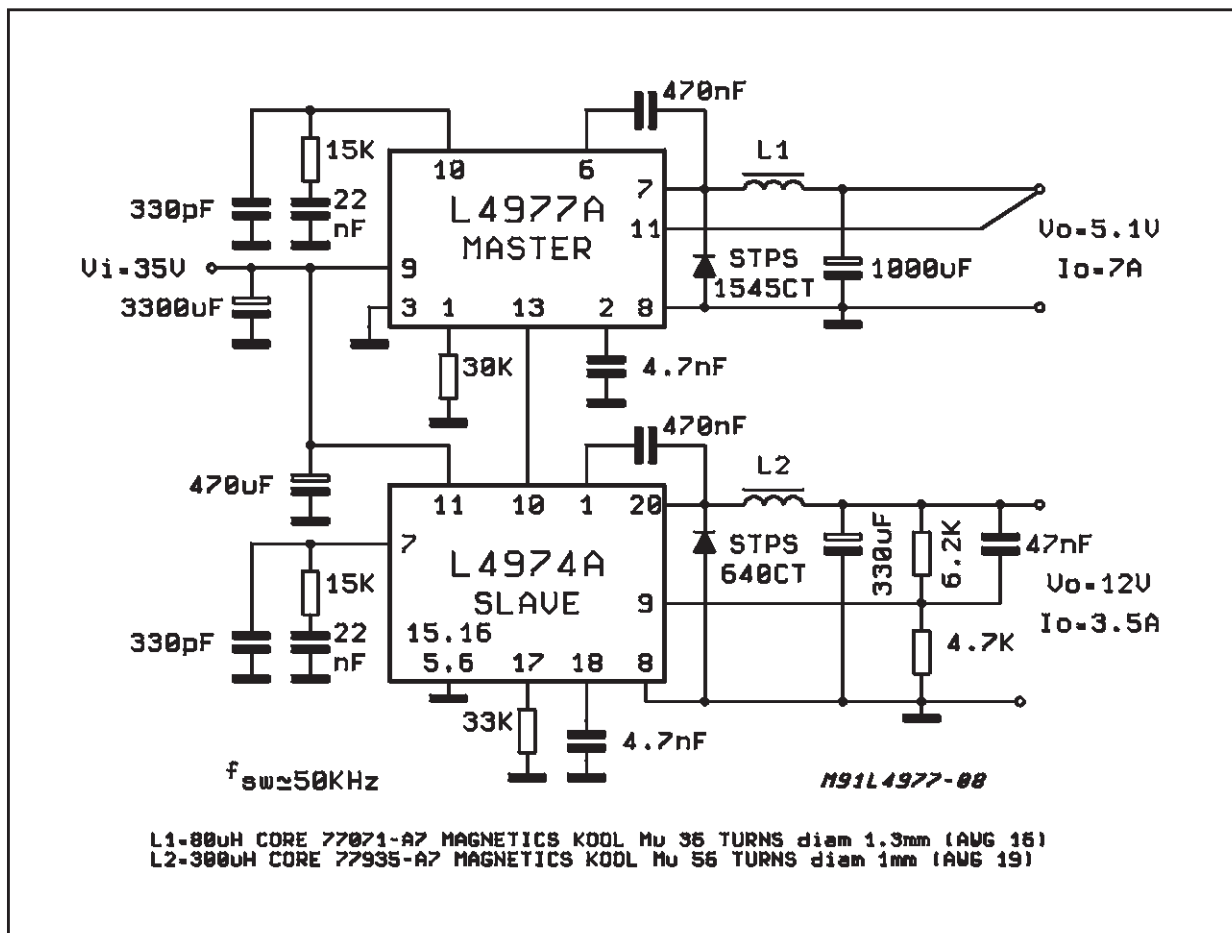 470nF
15K
10
6
L1
7
L4977A
MASTER
330pF
22
nF
11
Vo=5.1V
Vi=35V
9
STPS
1545CT
1000uF
Io=7A
3300uF
3
1
13
2
8
30K
4.7nF
470nF
L2
470uF
11
10
1
20
7
L4974A
SLAVE
STPS
640CT
330uF
6.2K
47nF
15K
9
Vo=12V
Io=3.5A
330pF
22
nF
15.16
5.6
17
18
8
4.7K
33K
4.7nF
fsw≃50KHz
M91L4977-08
L1=80uH CORE 77071-A7 MAGNETICS KOOL Mu 36 TURNS diam 1.3mm (AWG 16)
L2=300uH CORE 77935-A7 MAGNETICS KOOL Mu 56 TURNS diam 1mm (AWG 19)